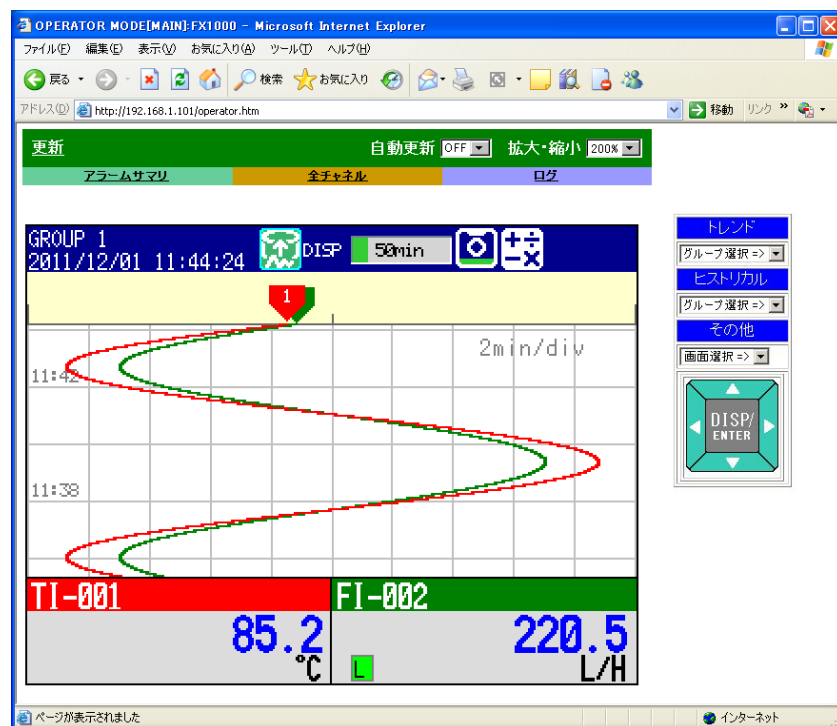 OPERATOR MODE[MAIN]:FX1000 - Microsoft Internet Explorer
ファイル(F) 編集(E) 表示(V) お気に入り(A) ツール(T) ヘルプ(H)
戻る 検索 お気に入り
アドレス(D) http://192.168.1.101/operator.htm 移動 リンク »
更新 自動更新 OFF 拡大・縮小 200%
アラームサマリ 全チャネル ログ
GROUP 1
2011/12/01 11:44:24 DISP 50min
1
2min/div
11:42
11:38
TI-001 FI-002
85.2 220.5
℃ L L/H
トレンド
グループ選択 =>
ヒストリカル
グループ選択 =>
その他
画面選択 =>
DISP/
ENTER
ページが表示されました インターネット